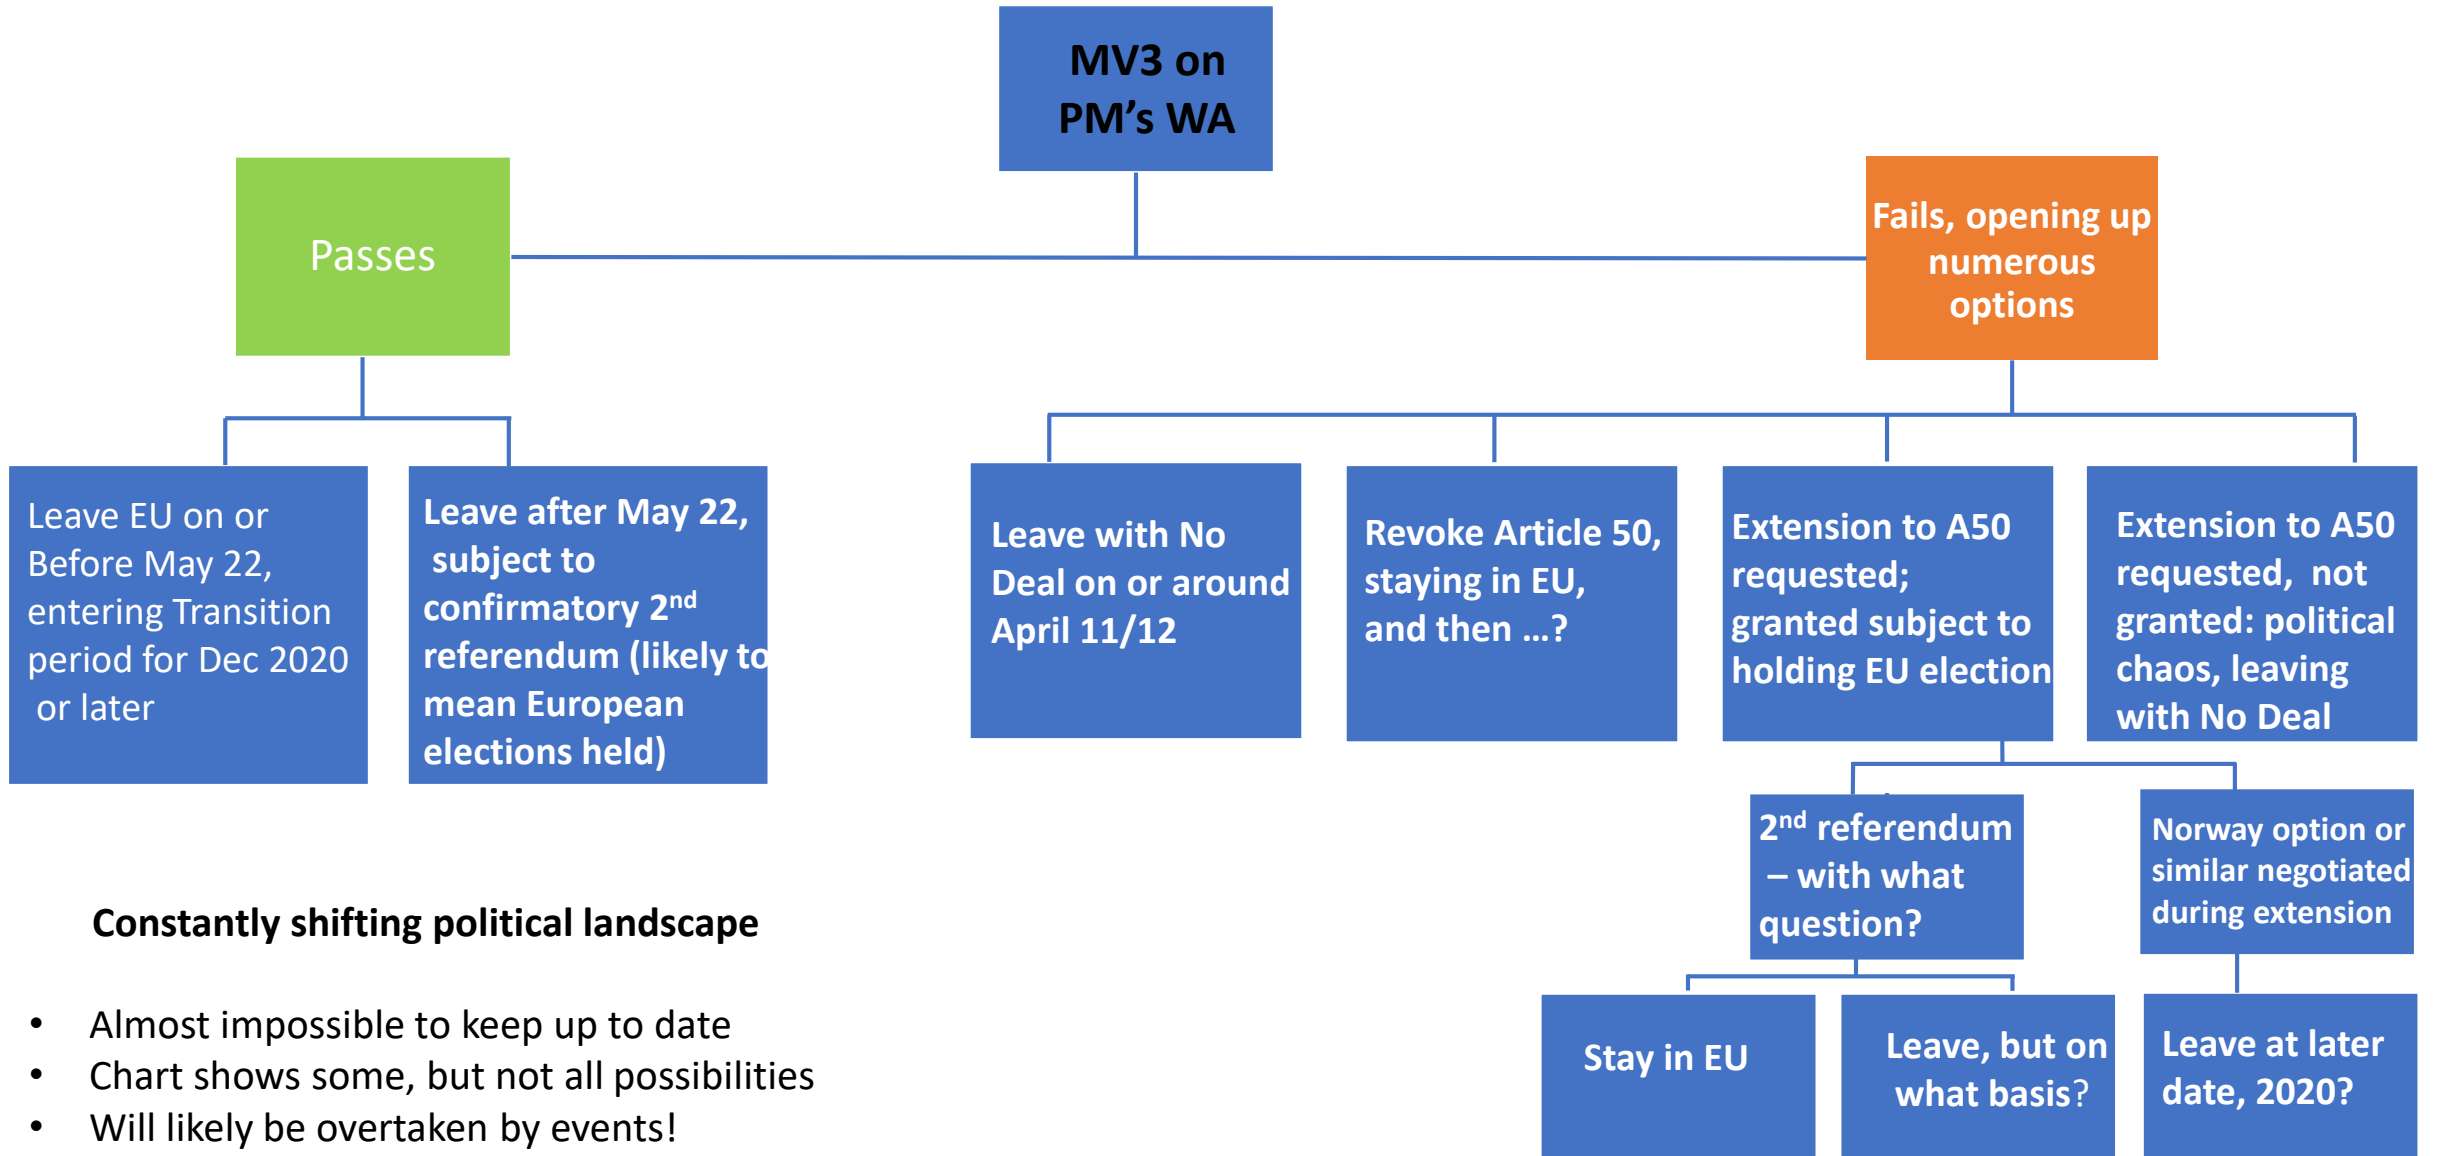 MV3 on
PM’s WA
Passes
Fails, opening up
numerous
options
Leave EU on or
Before May 22,
entering Transition
period for Dec 2020
or later
Leave after May 22,
subject to
confirmatory 2nd
referendum (likely to
mean European
elections held)
Leave with No
Deal on or around
April 11/12
Revoke Article 50,
staying in EU,
and then …?
Extension to A50
requested;
granted subject to
holding EU election
Extension to A50
requested, not
granted: political
chaos, leaving
with No Deal
2nd referendum
– with what
question?
Norway option or
similar negotiated
during extension
Stay in EU
Leave, but on
what basis?
Leave at later
date, 2020?
Constantly shifting political landscape
• Almost impossible to keep up to date
• Chart shows some, but not all possibilities
• Will likely be overtaken by events!